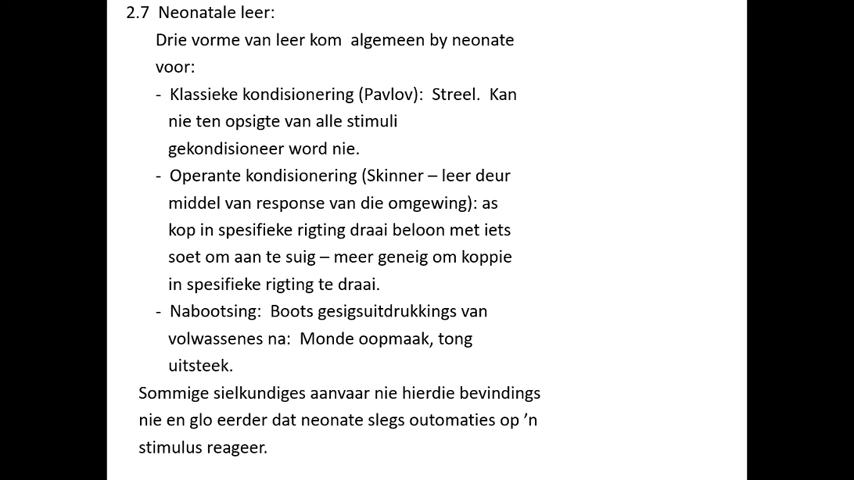 2.7 Neonatale leer:
Drie vorme van leer kom algemeen by neonate
voor:
- Klassieke kondisionering (Pavlov): Streel. Kan
nie ten opsigte van alle stimuli
gekondisioneer word nie.
- Operante kondisionering (Skinner – leer deur
middel van response van die omgewing): as
kop in spesifieke rigting draai beloon met iets
soet om aan te suig – meer geneig om koppie
in spesifieke rigting te draai.
- Nabootsing: Boots gesigsuitdrukkings van
volwassenes na: Monde oopmaak, tong
uitsteek.
Sommige sielkundiges aanvaar nie hierdie bevindings
nie en glo eerder dat neonate slegs outomaties op ’n
stimulus reageer.